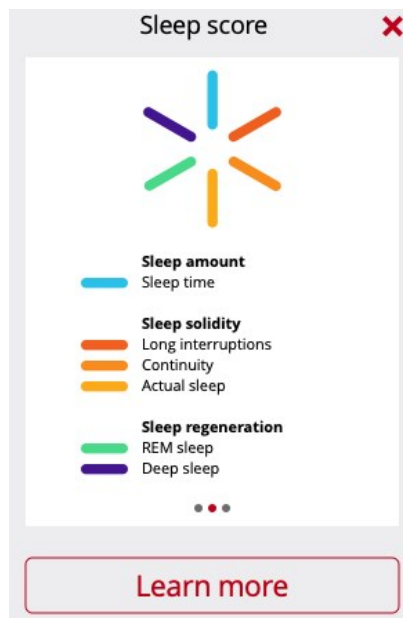 Sleep score
Sleep amount
Sleep time
Sleep solidity
Long interruptions
Continuity
Actual sleep
Sleep regeneration
REM sleep
Deep sleep
Learn more